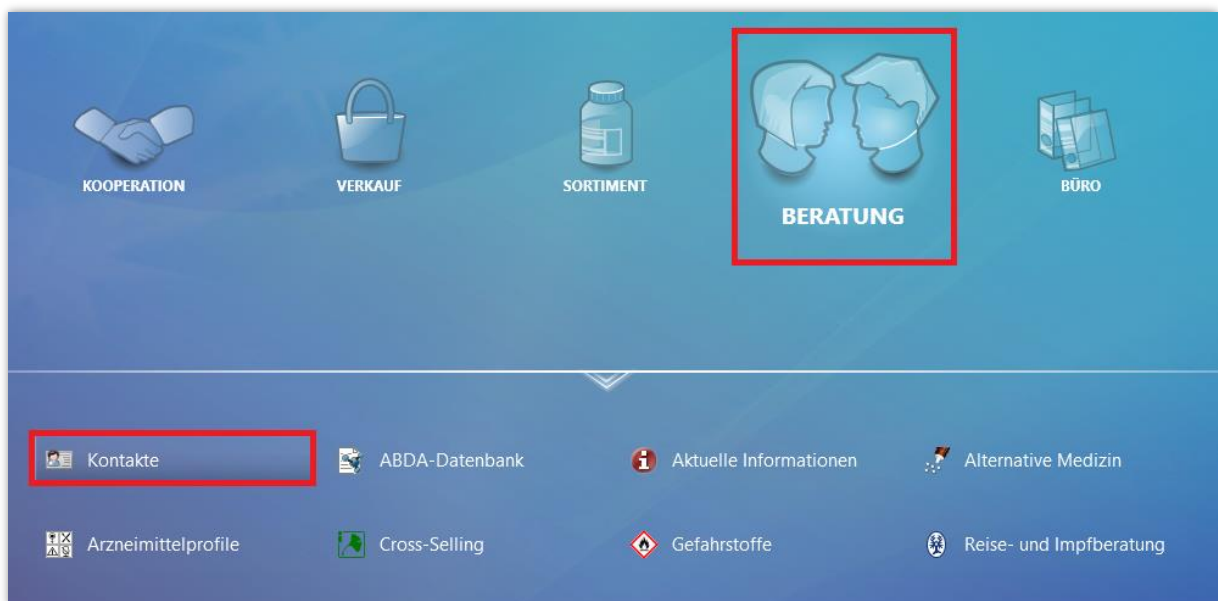 KOOPERATION
VERKAUF
SORTIMENT
BERATUNG
BÜRO
Kontakte
ABDA-Datenbank
Aktuelle Informationen
Alternative Medizin
Arzneimittelprofile
Cross-Selling
Gefahrstoffe
Reise- und Impfberatung